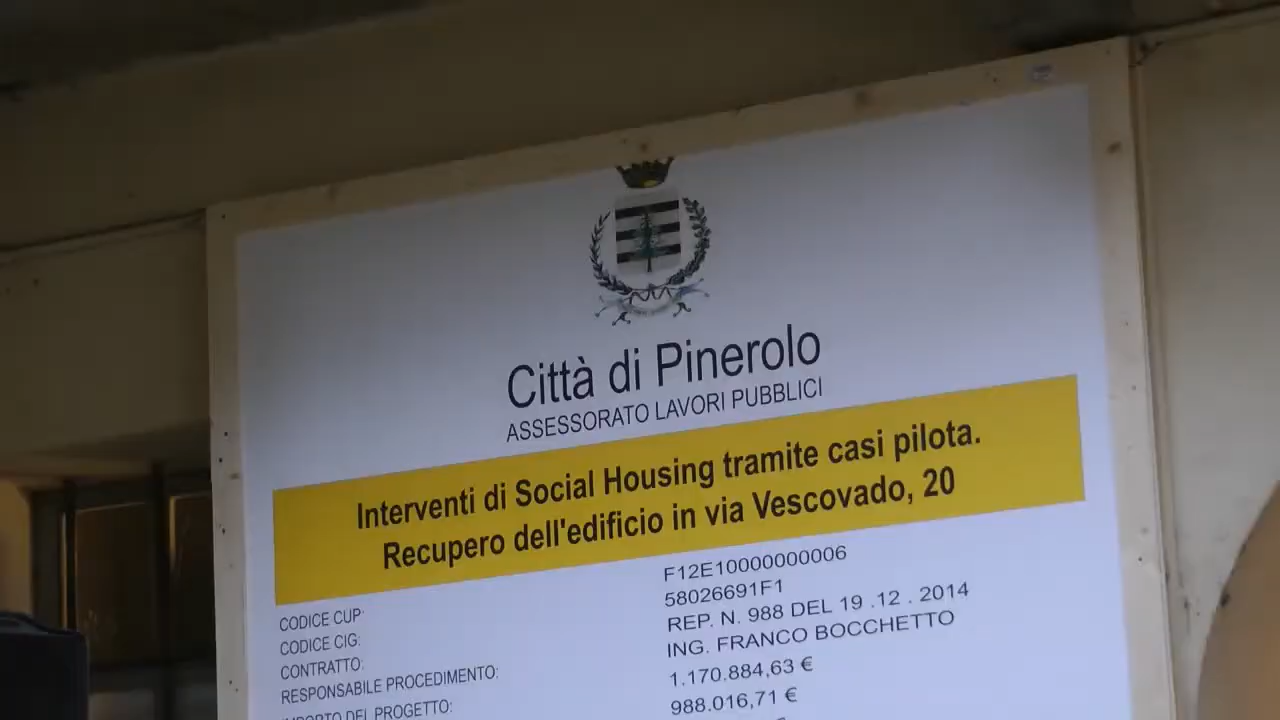 Città di Pinerolo
ASSESSORATO LAVORI PUBBLICI
Interventi di Social Housing tramite casi pilota.
Recupero dell'edificio in via Vescovado, 20
CODICE CUP: F12E10000000006
CODICE CIG: 58026691F1
CONTRATTO: REP. N. 988 DEL 19 .12 . 2014
RESPONSABILE PROCEDIMENTO: ING. FRANCO BOCCHETTO
IMPORTO DEL PROGETTO: 1.170.884,63 €
988.016,71 €